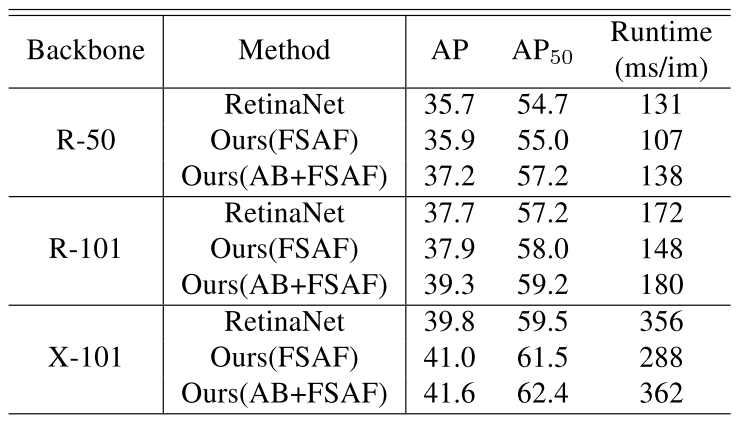 Backbone Method AP AP₅₀ Runtime (ms/im)
R-50 RetinaNet 35.7 54.7 131
Ours(FSAF) 35.9 55.0 107
Ours(AB+FSAF) 37.2 57.2 138
R-101 RetinaNet 37.7 57.2 172
Ours(FSAF) 37.9 58.0 148
Ours(AB+FSAF) 39.3 59.2 180
X-101 RetinaNet 39.8 59.5 356
Ours(FSAF) 41.0 61.5 288
Ours(AB+FSAF) 41.6 62.4 362